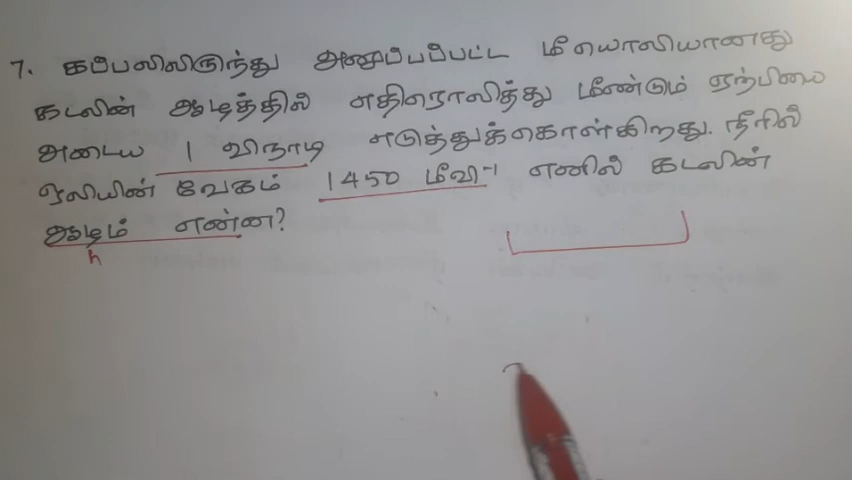 7. கப்பலிலிருந்து அனுப்பப்பட்ட மீயொலியானது
கடலின் ஆழத்தில் எதிரொலித்து மீண்டும் ஏற்பியை
அடைய 1 விநாடி எடுத்துக்கொள்கிறது. நீரில்
ஒலியின் வேகம் 1450 மீவி⁻¹ எனில் கடலின்
ஆழம் என்ன?
h